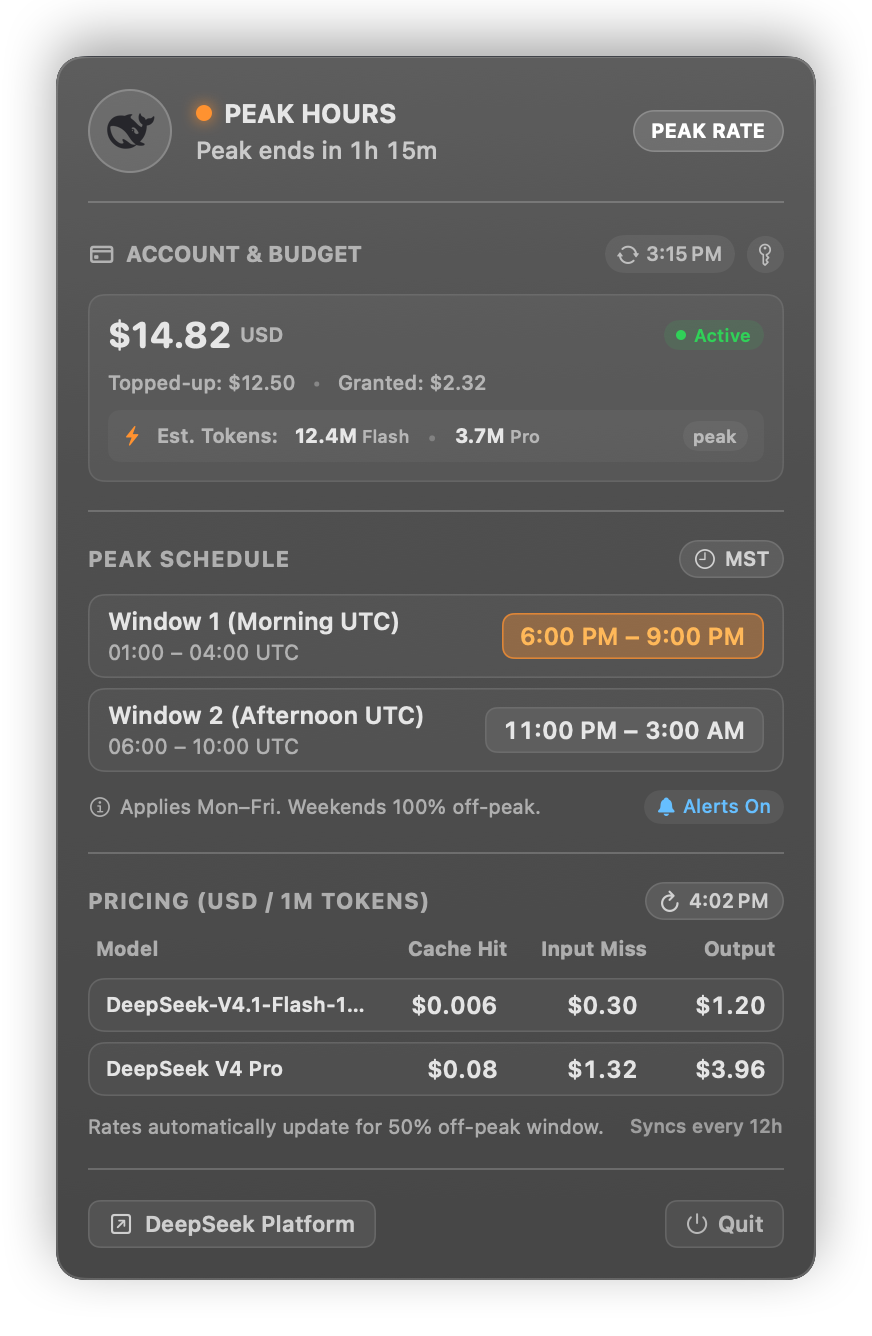 PEAK HOURS
Peak ends in 1h 15m
PEAK RATE
ACCOUNT & BUDGET
3:15 PM
$14.82 USD
Active
Topped-up: $12.50 • Granted: $2.32
Est. Tokens: 12.4M Flash • 3.7M Pro
peak
PEAK SCHEDULE
MST
Window 1 (Morning UTC)
01:00 – 04:00 UTC
6:00 PM – 9:00 PM
Window 2 (Afternoon UTC)
06:00 – 10:00 UTC
11:00 PM – 3:00 AM
Applies Mon–Fri. Weekends 100% off-peak.
Alerts On
PRICING (USD / 1M TOKENS)
4:02 PM
Model Cache Hit Input Miss Output
DeepSeek-V4.1-Flash-1... $0.006 $0.30 $1.20
DeepSeek V4 Pro $0.08 $1.32 $3.96
Rates automatically update for 50% off-peak window. Syncs every 12h
DeepSeek Platform
Quit